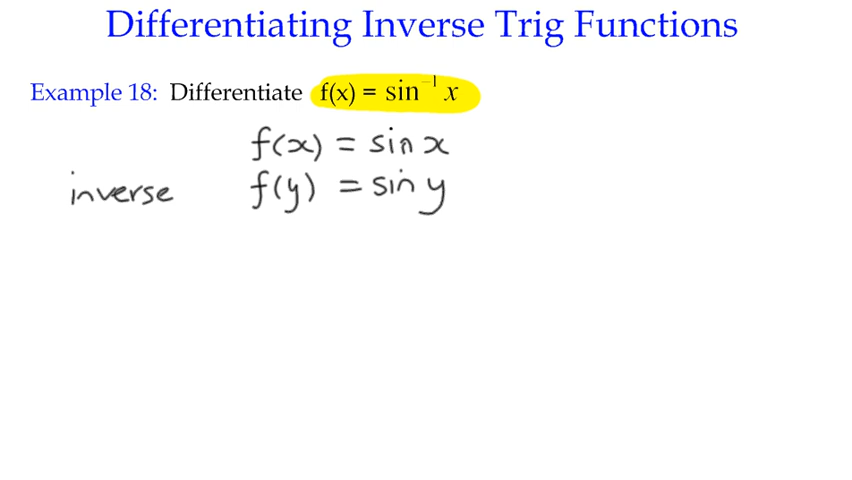 Differentiating Inverse Trig Functions
Example 18: Differentiate f(x) = sin⁻¹ x
f(x) = sin x
inverse f(y) = sin y